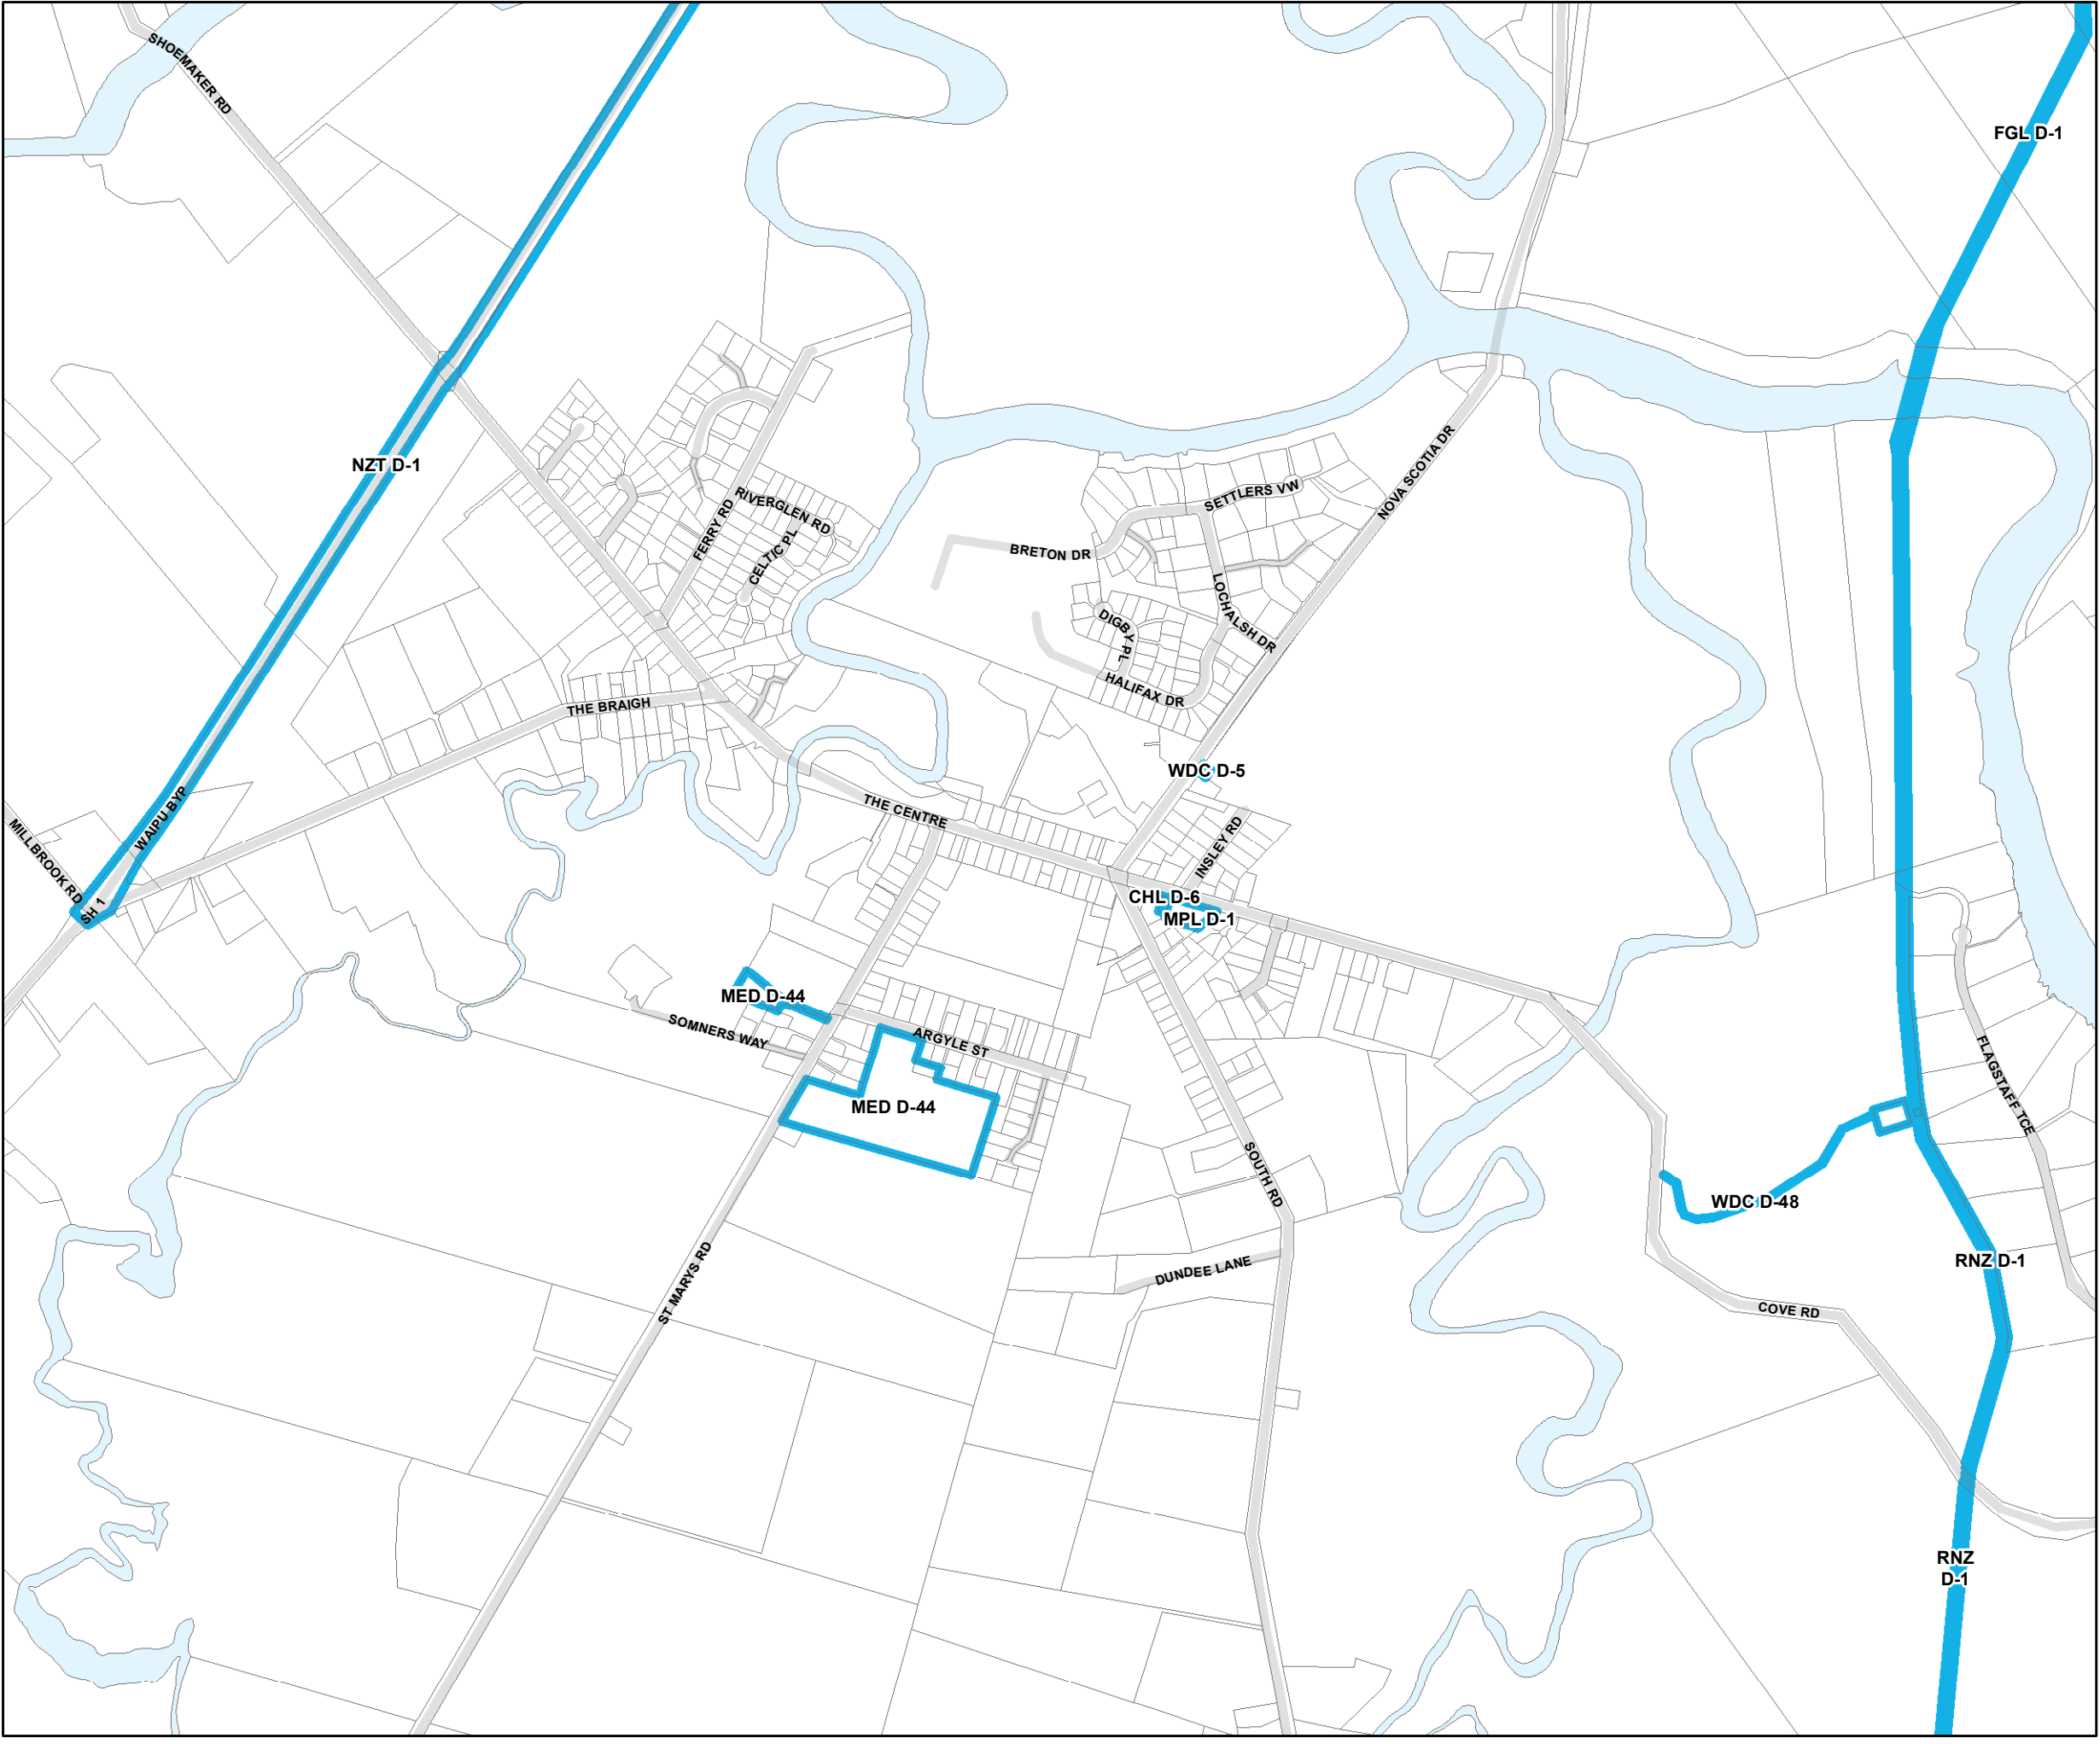 SHOEMAKER RD
FGL D-1
NZT D-1
NOVA SCOTIA DR
SETTLERS VW
RIVERGLEN RD
FERRY RD
CELTIC PL
BRETON DR
LOCHALSH DR
DIGBY PL
HALIFAX DR
THE BRAIGH
WDC D-5
WAIPU BYP
THE CENTRE
MILLBROOK RD
INSLEY RD
SH 1
CHL D-6
MPL D-1
MED D-44
SOMNERS WAY
ARGYLE ST
FLAGSTAFF TCE
MED D-44
SOUTH RD
WDC D-48
RNZ D-1
DUNDEE LANE
ST MARYS RD
COVE RD
RNZ
D-1